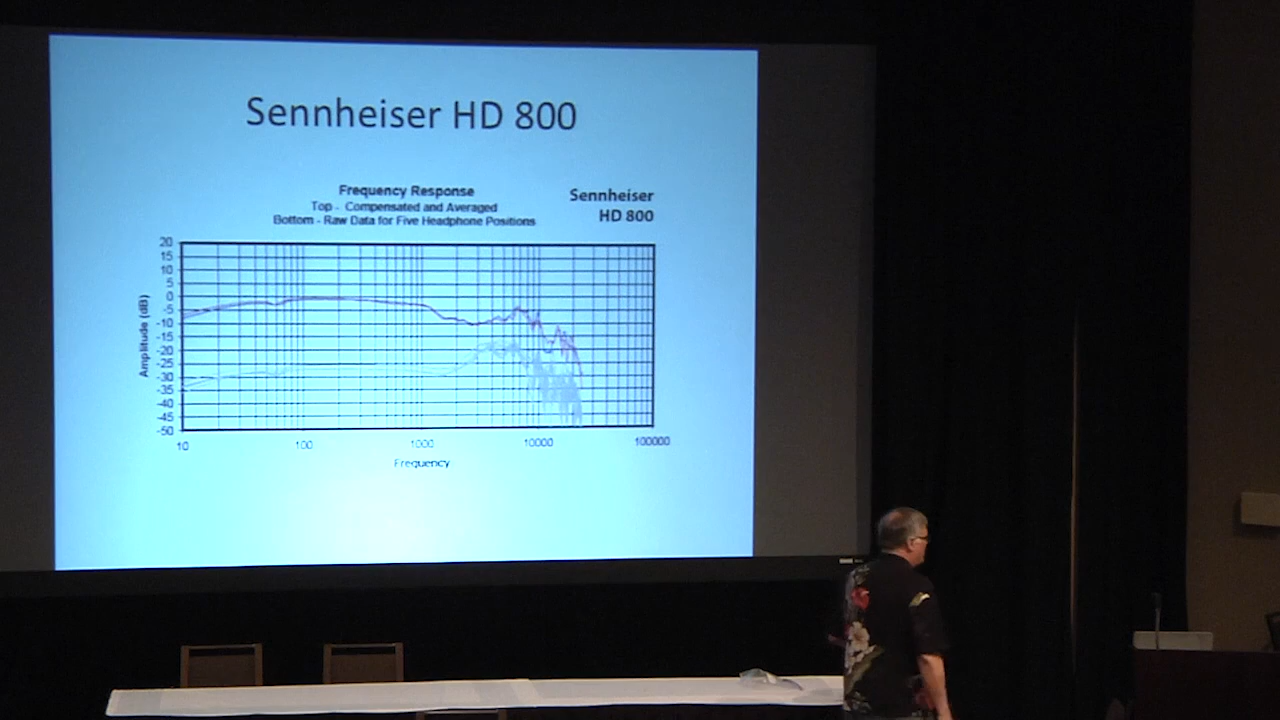 Sennheiser HD 800
Frequency Response
Top - Compensated and Averaged
Bottom - Raw Data for Five Headphone Positions
Sennheiser
HD 800
20
15
10
5
0
-5
-10
-15
-20
-25
-30
-35
-40
-45
-50
Amplitude (dB)
10 100 1000 10000 100000
Frequency